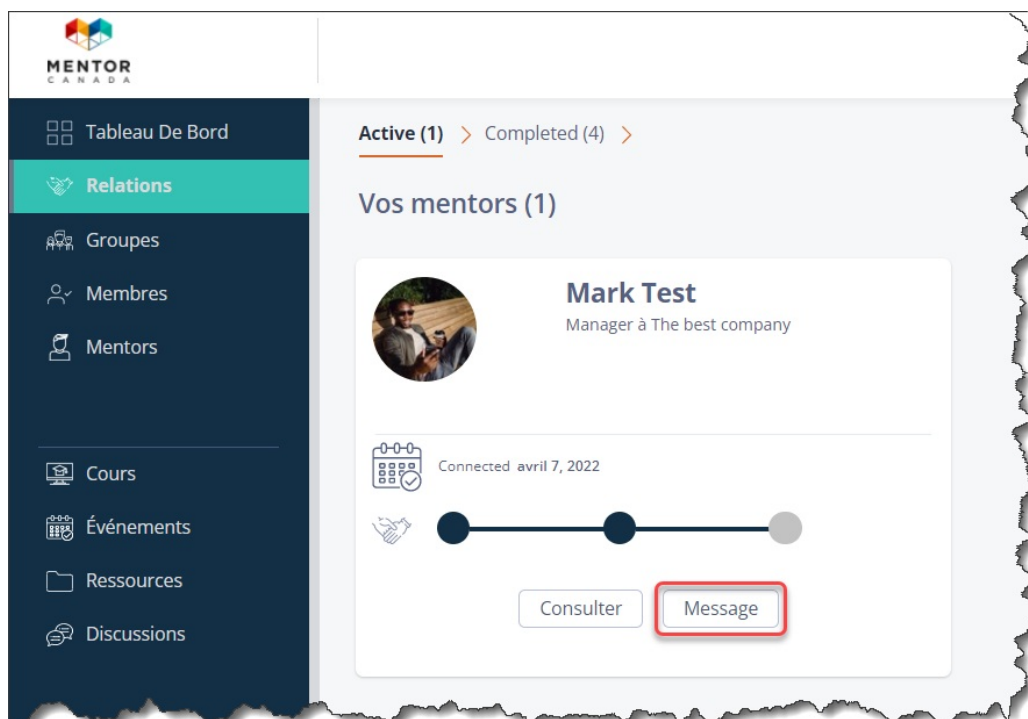 MENTOR
CANADA
Tableau De Bord
Relations
Groupes
Membres
Mentors
Cours
Événements
Ressources
Discussions
Active (1) > Completed (4) >
Vos mentors (1)
Mark Test
Manager à The best company
Connected avril 7, 2022
Consulter Message